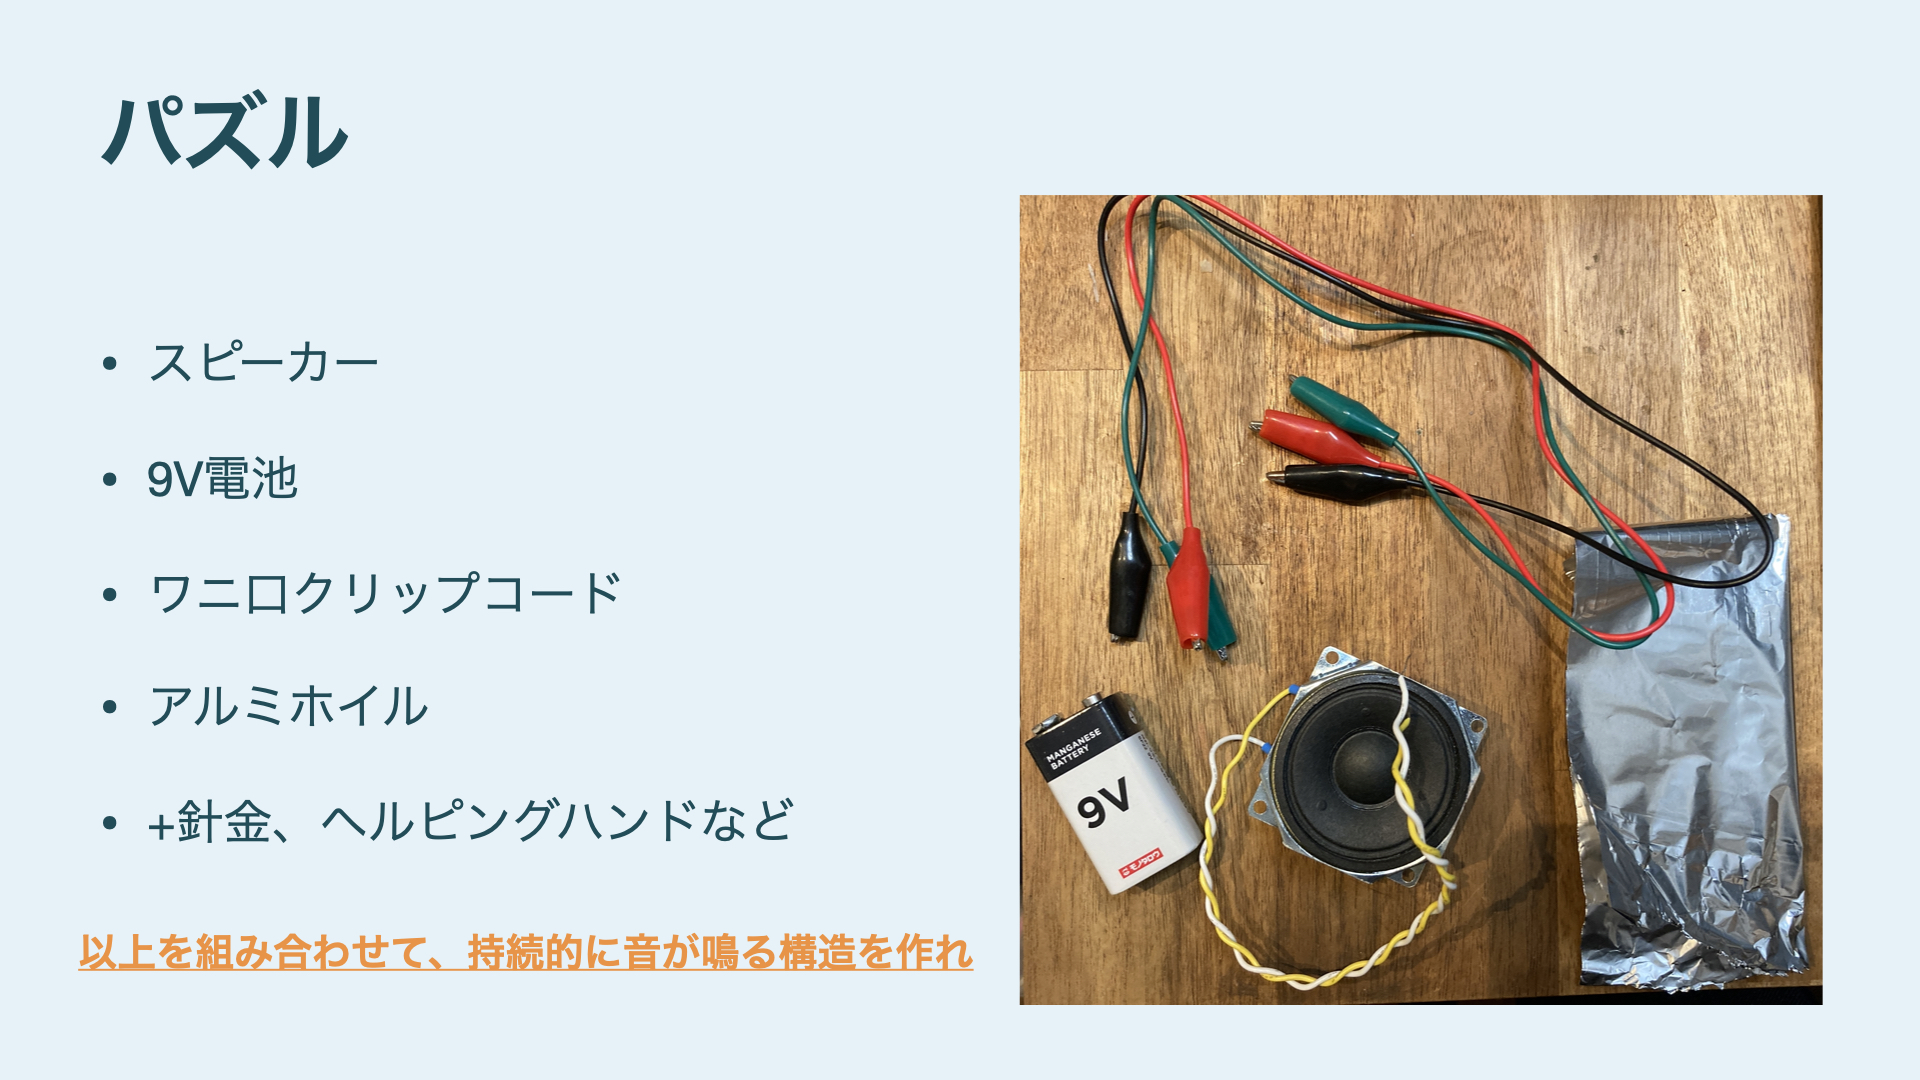 パズル
• スピーカー
• 9V電池
• ワニ口クリップコード
• アルミホイル
• +針金、ヘルピングハンドなど
以上を組み合わせて、持続的に音が鳴る構造を作れ
MANGANESE
BATTERY
9V
モノタロウ